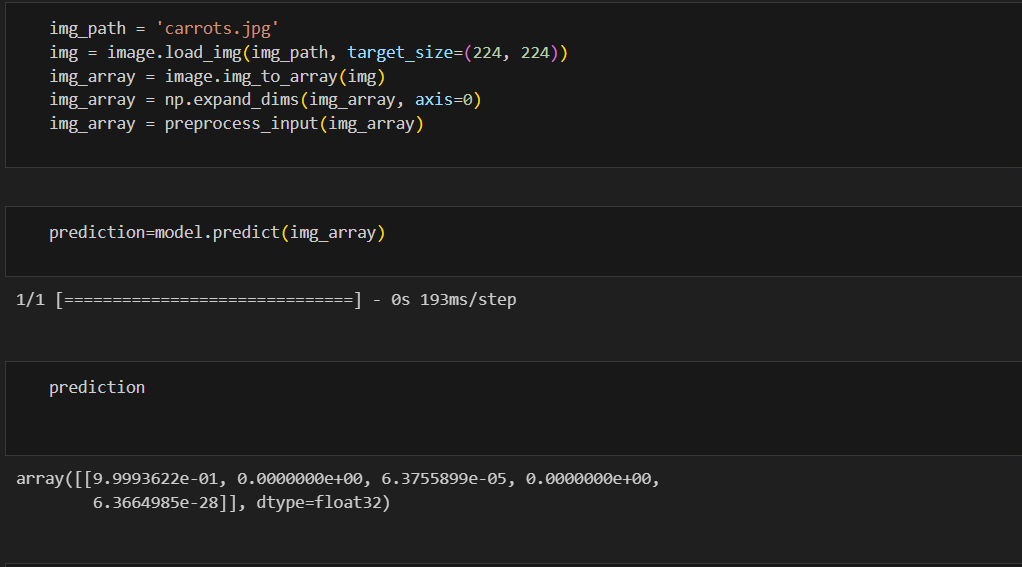 img_path = 'carrots.jpg'
img = image.load_img(img_path, target_size=(224, 224))
img_array = image.img_to_array(img)
img_array = np.expand_dims(img_array, axis=0)
img_array = preprocess_input(img_array)
prediction=model.predict(img_array)
1/1 [==============================] - 0s 193ms/step
prediction
array([[9.9993622e-01, 0.0000000e+00, 6.3755899e-05, 0.0000000e+00,
6.3664985e-28]], dtype=float32)